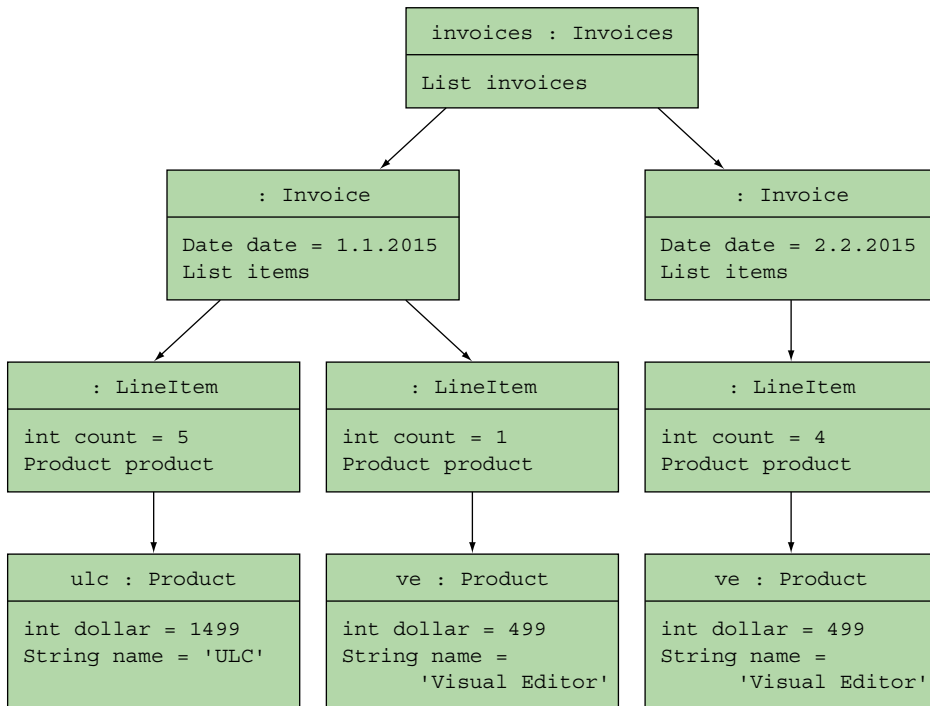 invoices : Invoices
List invoices
: Invoice
Date date = 1.1.2015
List items
: Invoice
Date date = 2.2.2015
List items
: LineItem
int count = 5
Product product
: LineItem
int count = 1
Product product
: LineItem
int count = 4
Product product
ulc : Product
int dollar = 1499
String name = 'ULC'
ve : Product
int dollar = 499
String name =
'Visual Editor'
ve : Product
int dollar = 499
String name =
'Visual Editor'